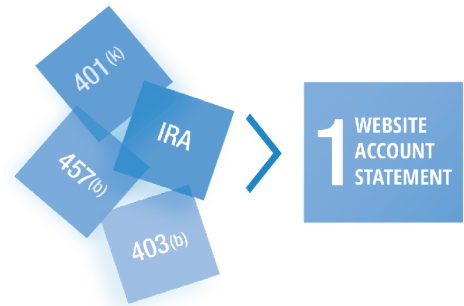 401(k)
IRA
457(b)
403(b)
1 WEBSITE
ACCOUNT
STATEMENT